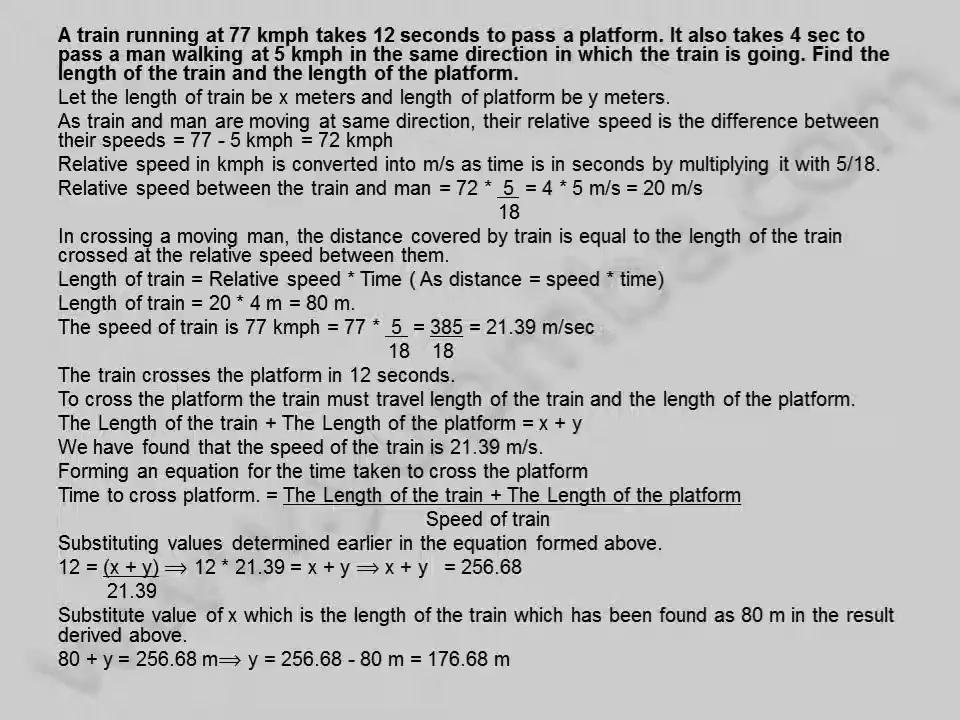 A train running at 77 kmph takes 12 seconds to pass a platform. It also takes 4 sec to
pass a man walking at 5 kmph in the same direction in which the train is going. Find the
length of the train and the length of the platform.
Let the length of train be x meters and length of platform be y meters.
As train and man are moving at same direction, their relative speed is the difference between
their speeds = 77 - 5 kmph = 72 kmph
Relative speed in kmph is converted into m/s as time is in seconds by multiplying it with 5/18.
Relative speed between the train and man = 72 * 5 = 4 * 5 m/s = 20 m/s
18
In crossing a moving man, the distance covered by train is equal to the length of the train
crossed at the relative speed between them.
Length of train = Relative speed * Time ( As distance = speed * time)
Length of train = 20 * 4 m = 80 m.
The speed of train is 77 kmph = 77 * 5 = 385 = 21.39 m/sec
18 18
The train crosses the platform in 12 seconds.
To cross the platform the train must travel length of the train and the length of the platform.
The Length of the train + The Length of the platform = x + y
We have found that the speed of the train is 21.39 m/s.
Forming an equation for the time taken to cross the platform
Time to cross platform. = The Length of the train + The Length of the platform
Speed of train
Substituting values determined earlier in the equation formed above.
12 = (x + y) ⟹ 12 * 21.39 = x + y ⟹ x + y = 256.68
21.39
Substitute value of x which is the length of the train which has been found as 80 m in the result
derived above.
80 + y = 256.68 m⟹ y = 256.68 - 80 m = 176.68 m